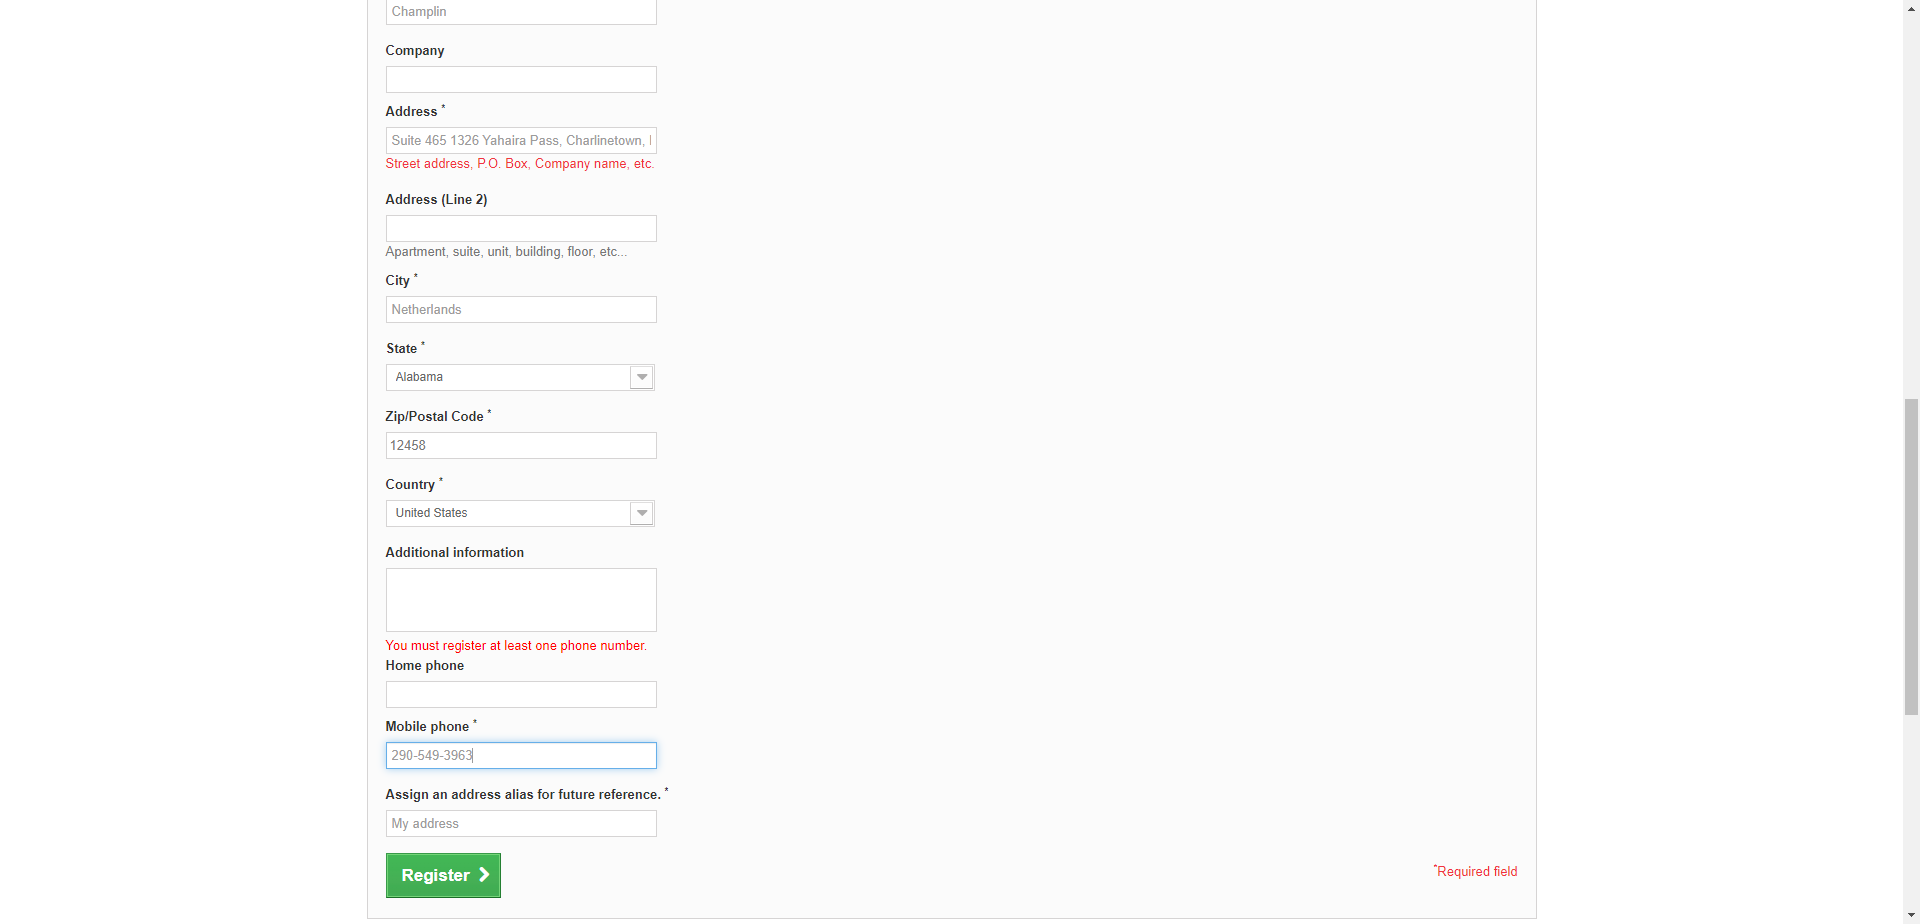 Champlin
Company
Address *
Suite 465 1326 Yahaira Pass, Charlinetown,
Street address, P.O. Box, Company name, etc.
Address (Line 2)
Apartment, suite, unit, building, floor, etc...
City *
Netherlands
State *
Alabama
Zip/Postal Code *
12458
Country *
United States
Additional information
You must register at least one phone number.
Home phone
Mobile phone *
290-549-3963
Assign an address alias for future reference. *
My address
Register
*Required field